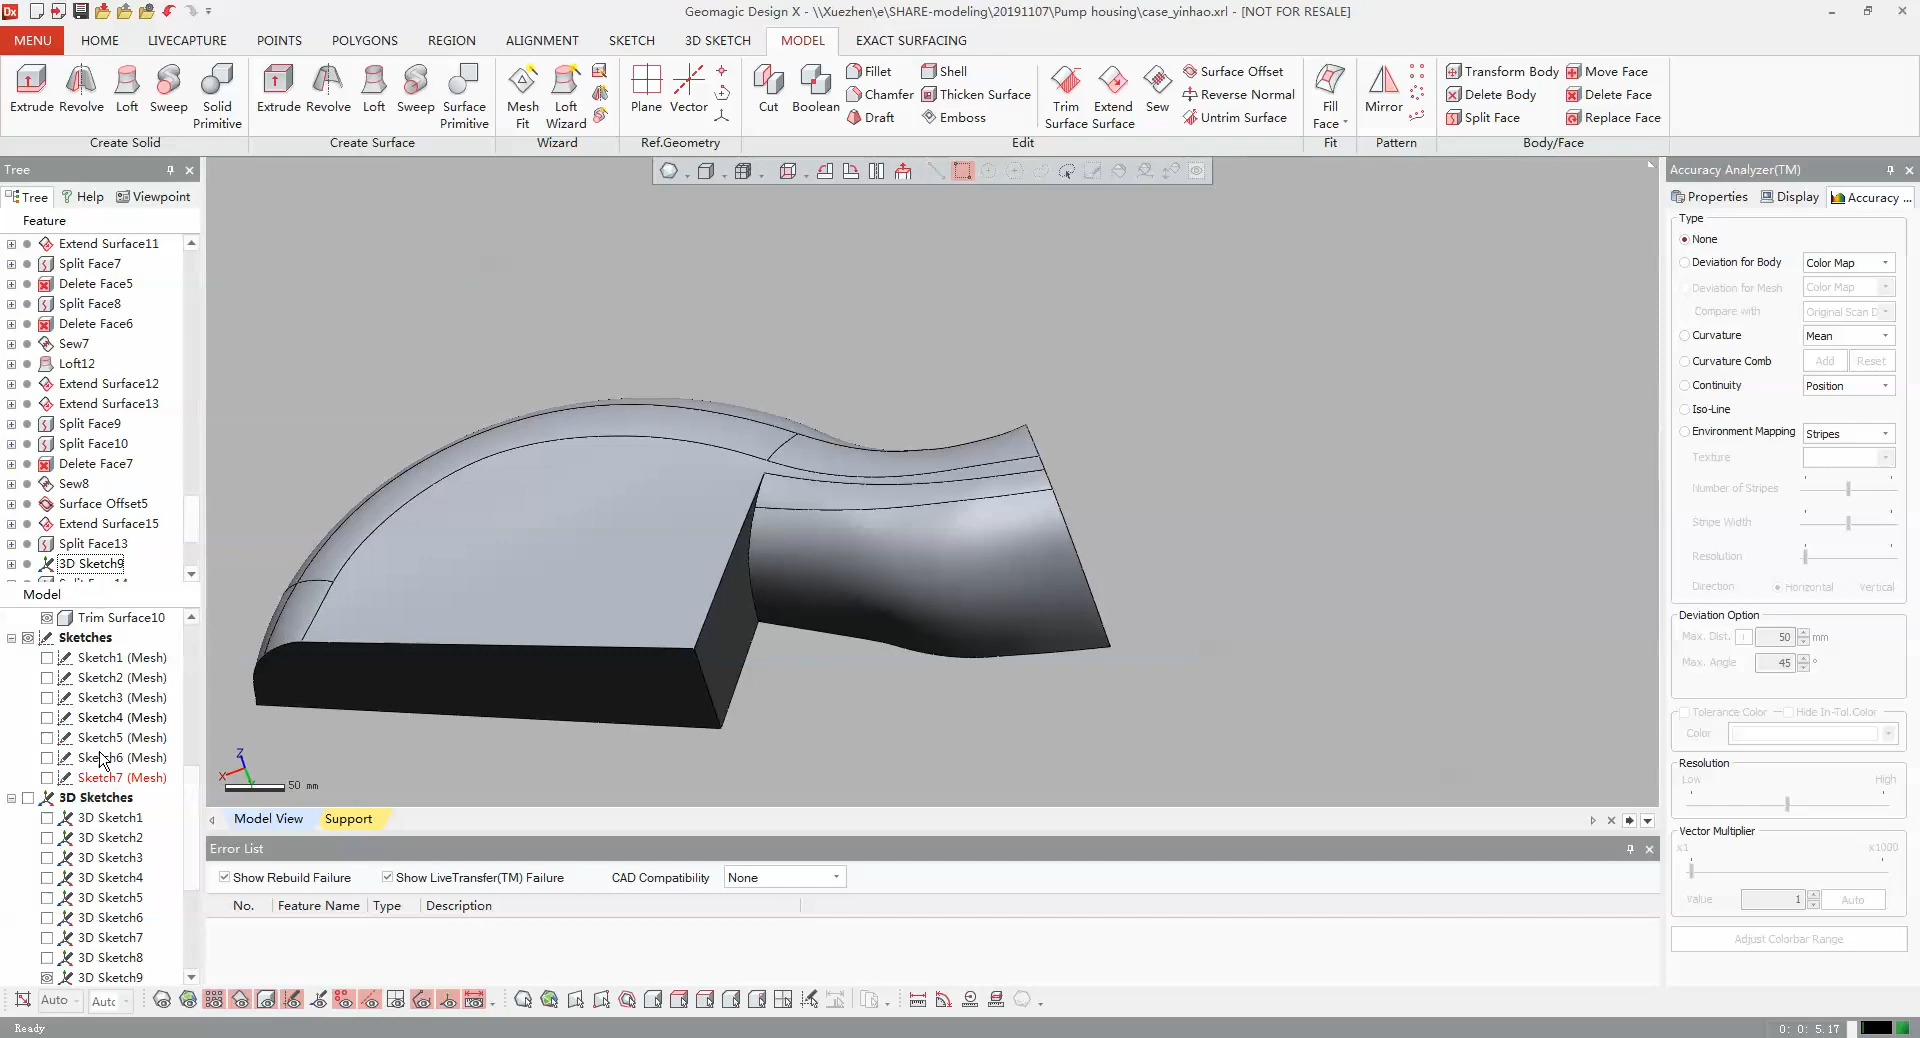 Geomagic Design X - \\Xuezhen\e\SHARE-modeling\20191107\Pump housing\case_yinhao.xrl - [NOT FOR RESALE]
MENU HOME LIVECAPTURE POINTS POLYGONS REGION ALIGNMENT SKETCH 3D SKETCH MODEL EXACT SURFACING
Extrude Revolve Loft Sweep Solid Primitive
Create Solid
Extrude Revolve Loft Sweep Surface Primitive
Create Surface
Mesh Fit Loft Wizard
Wizard
Plane Vector
Ref.Geometry
Cut Boolean
Fillet
Chamfer
Draft
Shell
Thicken Surface
Emboss
Trim Surface Extend Surface Sew
Surface Offset
Reverse Normal
Untrim Surface
Edit
Fill Face
Fit
Mirror
Pattern
Transform Body
Delete Body
Split Face
Move Face
Delete Face
Replace Face
Body/Face
Tree
Tree Help Viewpoint
Feature
Extend Surface11
Split Face7
Delete Face5
Split Face8
Delete Face6
Sew7
Loft12
Extend Surface12
Extend Surface13
Split Face9
Split Face10
Delete Face7
Sew8
Surface Offset5
Extend Surface15
Split Face13
3D Sketch9
Model
Trim Surface10
Sketches
Sketch1 (Mesh)
Sketch2 (Mesh)
Sketch3 (Mesh)
Sketch4 (Mesh)
Sketch5 (Mesh)
Sketch6 (Mesh)
Sketch7 (Mesh)
3D Sketches
3D Sketch1
3D Sketch2
3D Sketch3
3D Sketch4
3D Sketch5
3D Sketch6
3D Sketch7
3D Sketch8
3D Sketch9
Z
X
50 mm
Model View Support
Error List
Show Rebuild Failure Show LiveTransfer(TM) Failure CAD Compatibility None
No. Feature Name Type Description
Accuracy Analyzer(TM)
Properties Display Accuracy ...
Type
None
Deviation for Body Color Map
Deviation for Mesh Color Map
Compare with Original Scan D
Curvature Mean
Curvature Comb Add Reset
Continuity Position
Iso-Line
Environment Mapping Stripes
Texture
Number of Stripes
Stripe Width
Resolution
Direction Horizontal Vertical
Deviation Option
Max. Dist. 50 mm
Max. Angle 45 °
Tolerance Color Hide In-Tol.Color
Color
Resolution
Low High
Vector Multiplier
x1 x1000
Value 1 Auto
Adjust Colorbar Range
Auto Auto
Ready
0: 0: 5.17